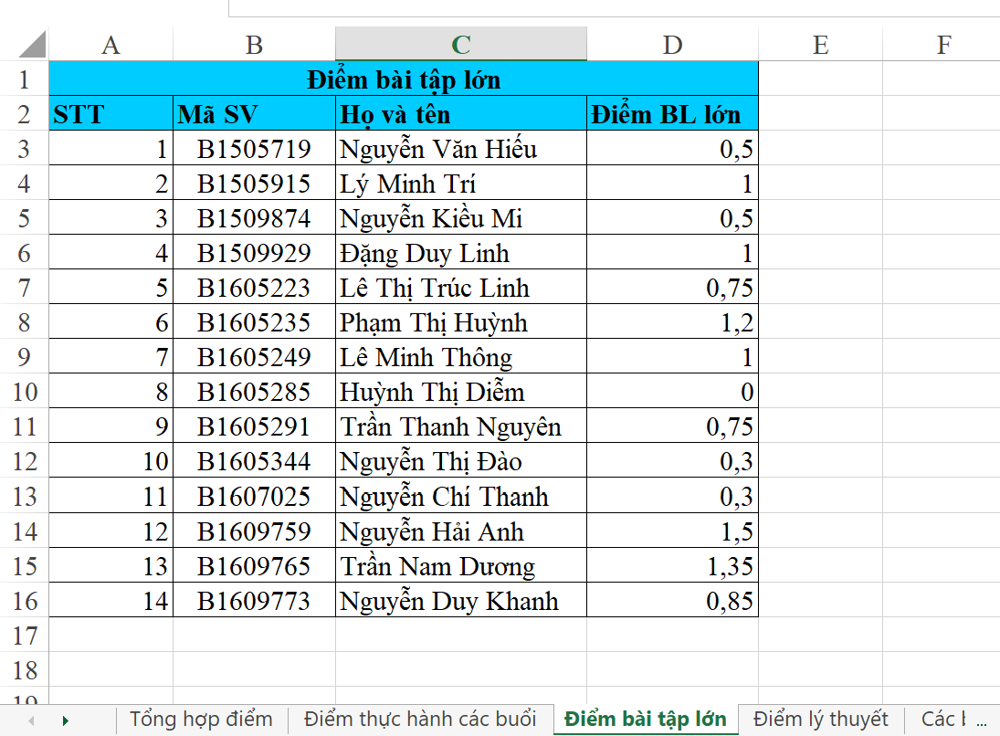 A B C D E F
1 Điểm bài tập lớn
2 STT Mã SV Họ và tên Điểm BL lớn
3 1 B1505719 Nguyễn Văn Hiếu 0,5
4 2 B1505915 Lý Minh Trí 1
5 3 B1509874 Nguyễn Kiều Mi 0,5
6 4 B1509929 Đặng Duy Linh 1
7 5 B1605223 Lê Thị Trúc Linh 0,75
8 6 B1605235 Phạm Thị Huỳnh 1,2
9 7 B1605249 Lê Minh Thông 1
10 8 B1605285 Huỳnh Thị Diễm 0
11 9 B1605291 Trần Thanh Nguyên 0,75
12 10 B1605344 Nguyễn Thị Đào 0,3
13 11 B1607025 Nguyễn Chí Thanh 0,3
14 12 B1609759 Nguyễn Hải Anh 1,5
15 13 B1609765 Trần Nam Dương 1,35
16 14 B1609773 Nguyễn Duy Khanh 0,85
17
18
19
Tổng hợp điểm Điểm thực hành các buổi Điểm bài tập lớn Điểm lý thuyết Các ...